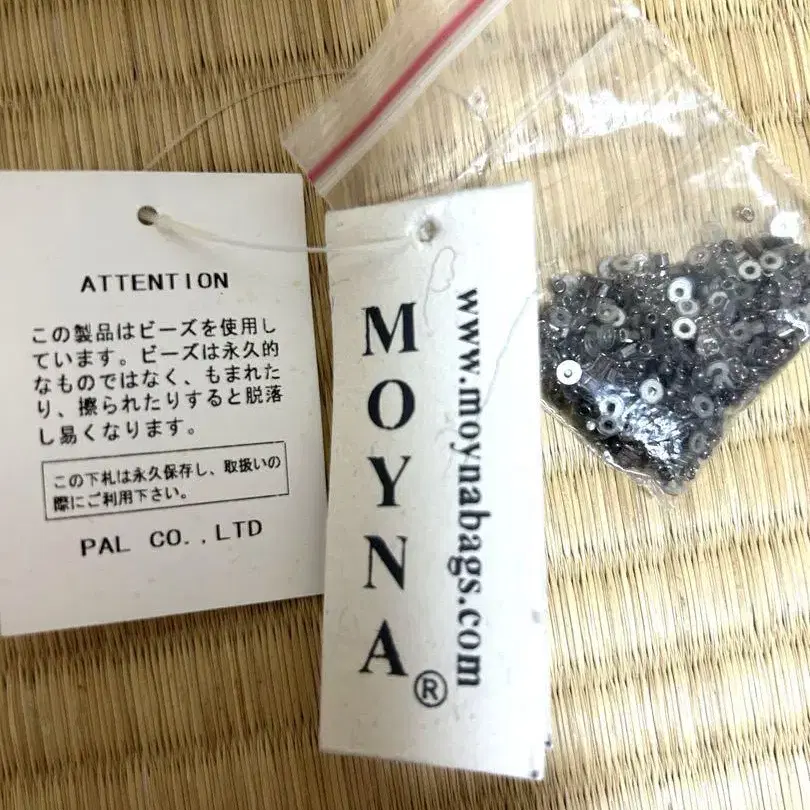 ATTENTION
この製品はビーズを使用し
ています。ビーズは永久的
なものではなく、もまれた
り、擦られたりすると脱落
し易くなります。
この下札は永久保存し、取扱いの
際にご利用下さい。
PAL CO.,LTD
MOYNA®
www.moynabags.com